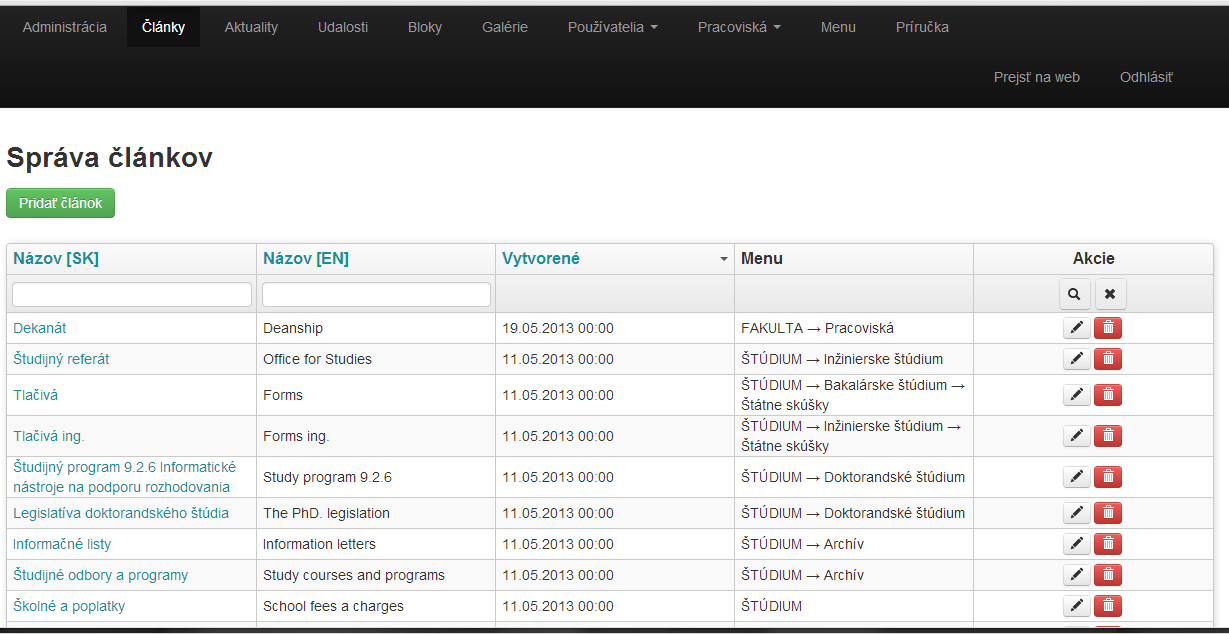 Administrácia Články Aktuality Udalosti Bloky Galérie Používatelia Pracoviská Menu Príručka
Prejsť na web Odhlásiť
Správa článkov
Pridať článok
Názov [SK] Názov [EN] Vytvorené Menu Akcie
Dekanát Deanship 19.05.2013 00:00 FAKULTA → Pracoviská
Študijný referát Office for Studies 11.05.2013 00:00 ŠTÚDIUM → Inžinierske štúdium
Tlačivá Forms 11.05.2013 00:00 ŠTÚDIUM → Bakalárske štúdium →
Štátne skúšky
Tlačivá ing. Forms ing. 11.05.2013 00:00 ŠTÚDIUM → Inžinierske štúdium →
Štátne skúšky
Študijný program 9.2.6 Informatické
nástroje na podporu rozhodovania Study program 9.2.6 11.05.2013 00:00 ŠTÚDIUM → Doktorandské štúdium
Legislatíva doktorandského štúdia The PhD. legislation 11.05.2013 00:00 ŠTÚDIUM → Doktorandské štúdium
Informačné listy Information letters 11.05.2013 00:00 ŠTÚDIUM → Archív
Študijné odbory a programy Study courses and programs 11.05.2013 00:00 ŠTÚDIUM → Archív
Školné a poplatky School fees a charges 11.05.2013 00:00 ŠTÚDIUM